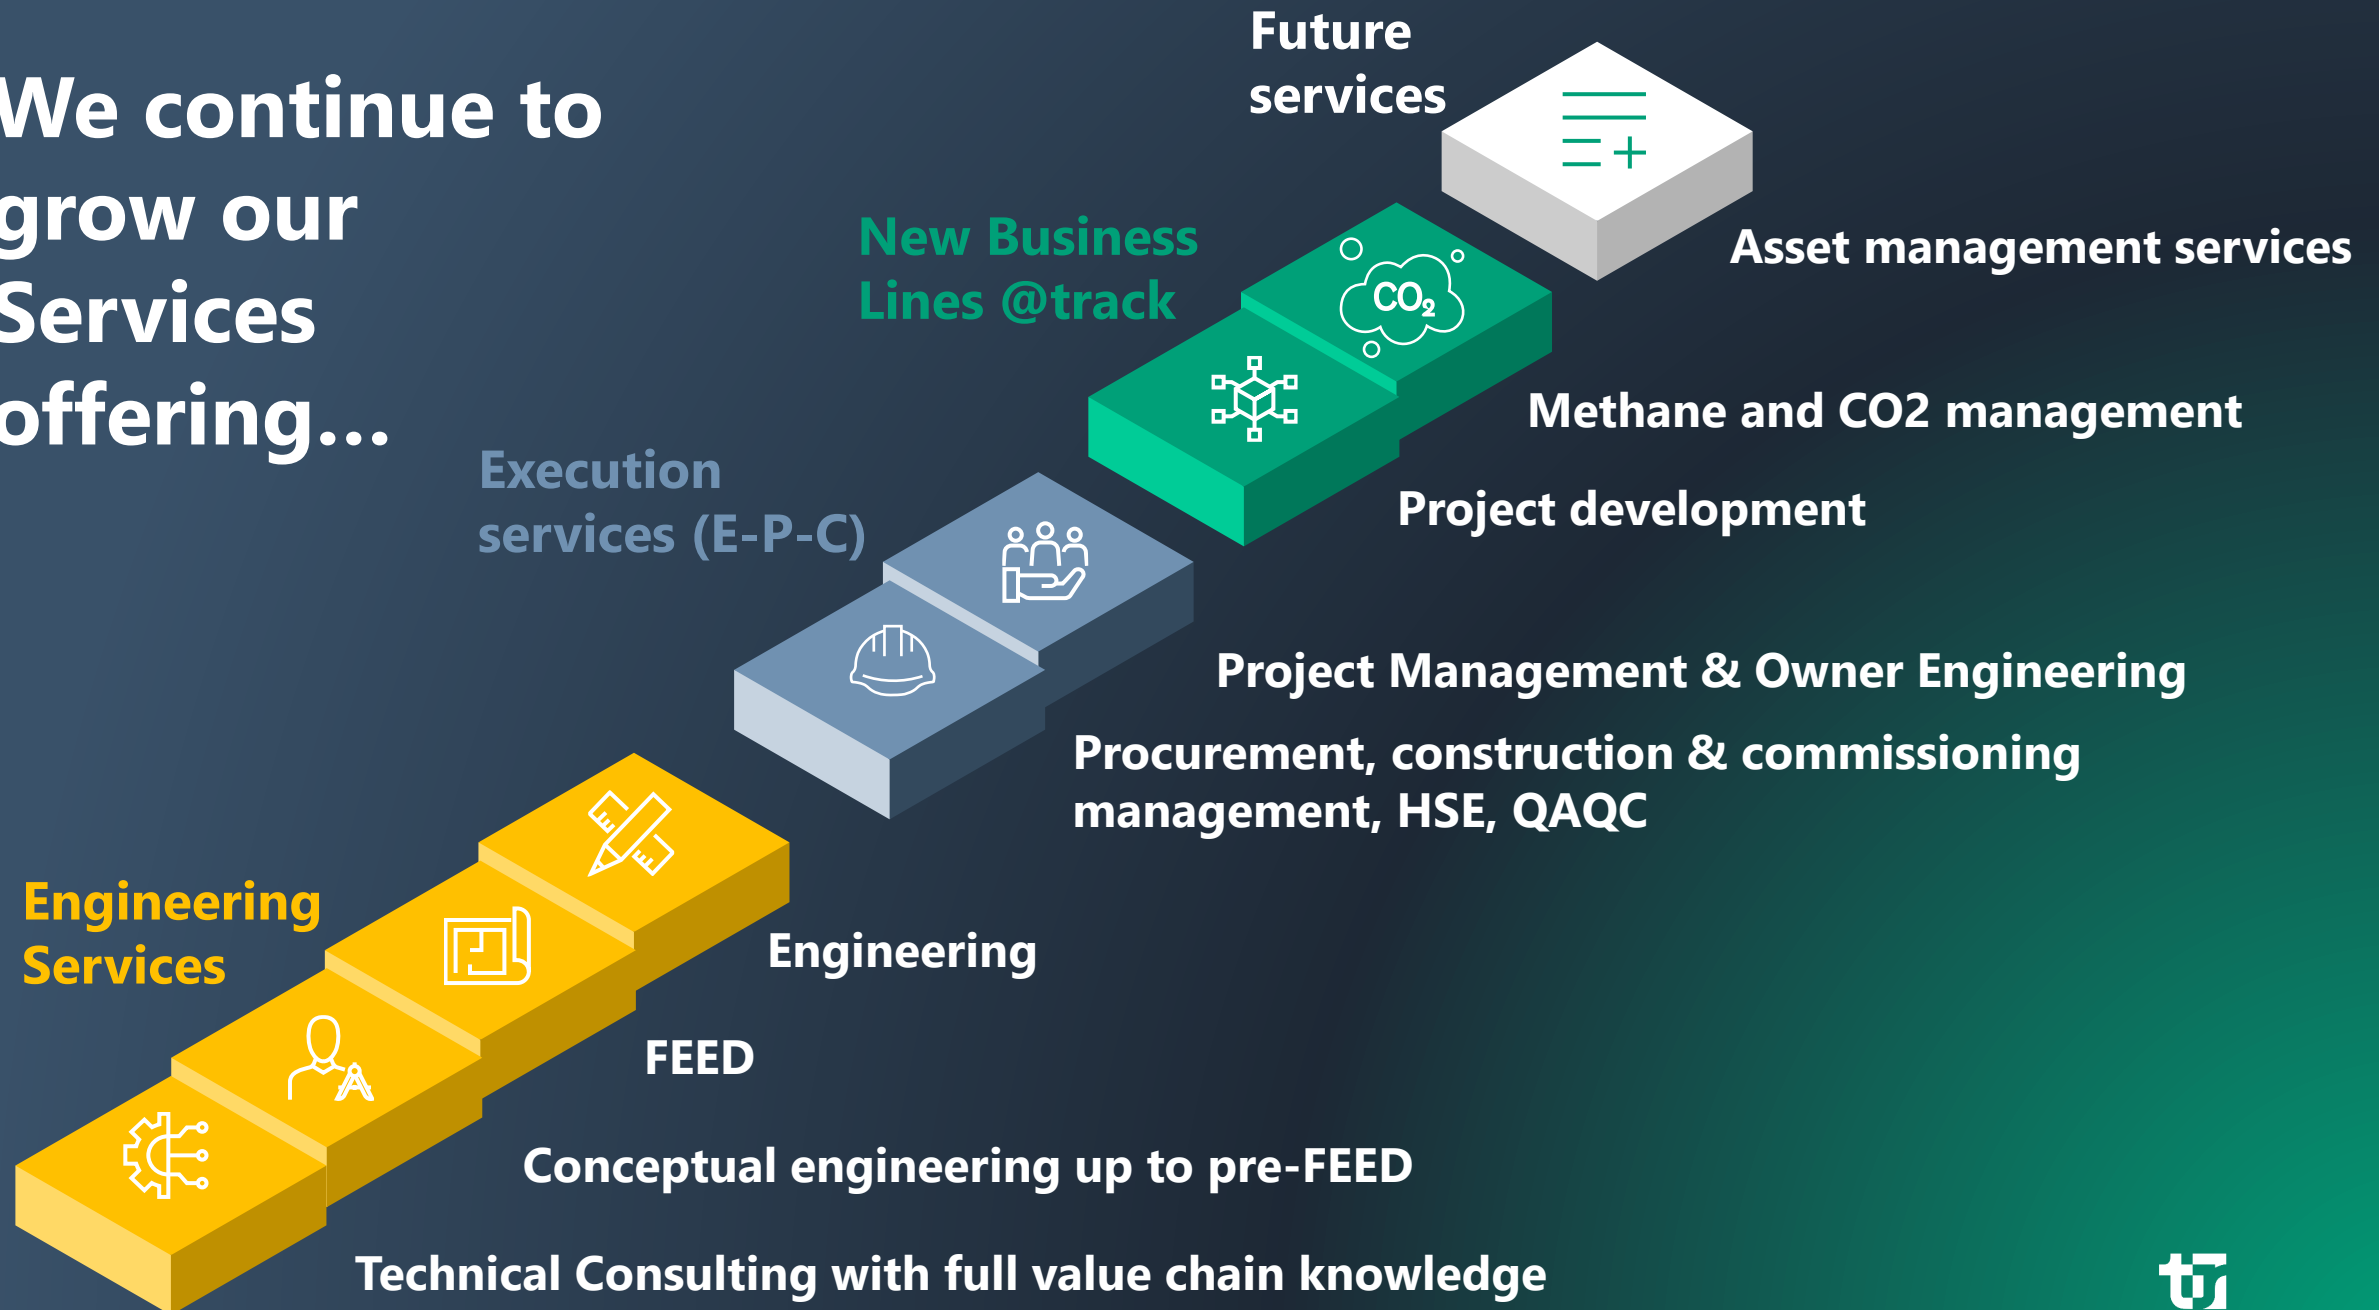 We continue to
grow our
Services
offering...
Future
services
Asset management services
New Business
Lines @track
CO₂
Methane and CO2 management
Project development
Execution
services (E-P-C)
Project Management & Owner Engineering
Procurement, construction & commissioning
management, HSE, QAQC
Engineering
Services
Engineering
FEED
Conceptual engineering up to pre-FEED
Technical Consulting with full value chain knowledge